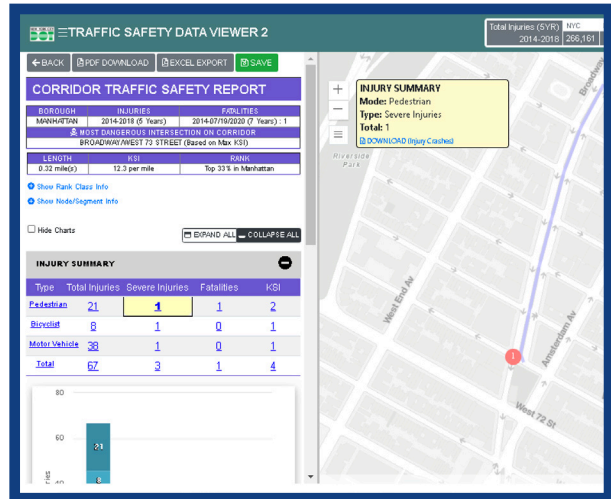 DOT
TRAFFIC SAFETY DATA VIEWER 2
Total Injuries (5YR) NYC
2014-2018 266,161
BACK PDF DOWNLOAD EXCEL EXPORT SAVE
CORRIDOR TRAFFIC SAFETY REPORT
BOROUGH INJURIES FATALITIES
MANHATTAN 2014-2018 (5 Years) 2014-07/19/2020 (7 Years) : 1
MOST DANGEROUS INTERSECTION ON CORRIDOR
BROADWAY/WEST 73 STREET (Based on Max KSI)
LENGTH KSI RANK
0.32 mile(s) 12.3 per mile Top 33% in Manhattan
Show Rank Class Info
Show Node/Segment Info
Hide Charts
EXPAND ALL COLLAPSE ALL
INJURY SUMMARY
Type Total Injuries Severe Injuries Fatalities KSI
Pedestrian 21 1 1 2
Bicyclist 8 1 0 1
Motor Vehicle 38 1 0 1
Total 67 3 1 4
80
60
21
8
INJURY SUMMARY
Mode: Pedestrian
Type: Severe Injuries
Total: 1
DOWNLOAD (Injury Crashes)
Riverside
Park
Broadway
West End Av
Amsterdam Av
1
West 72 St